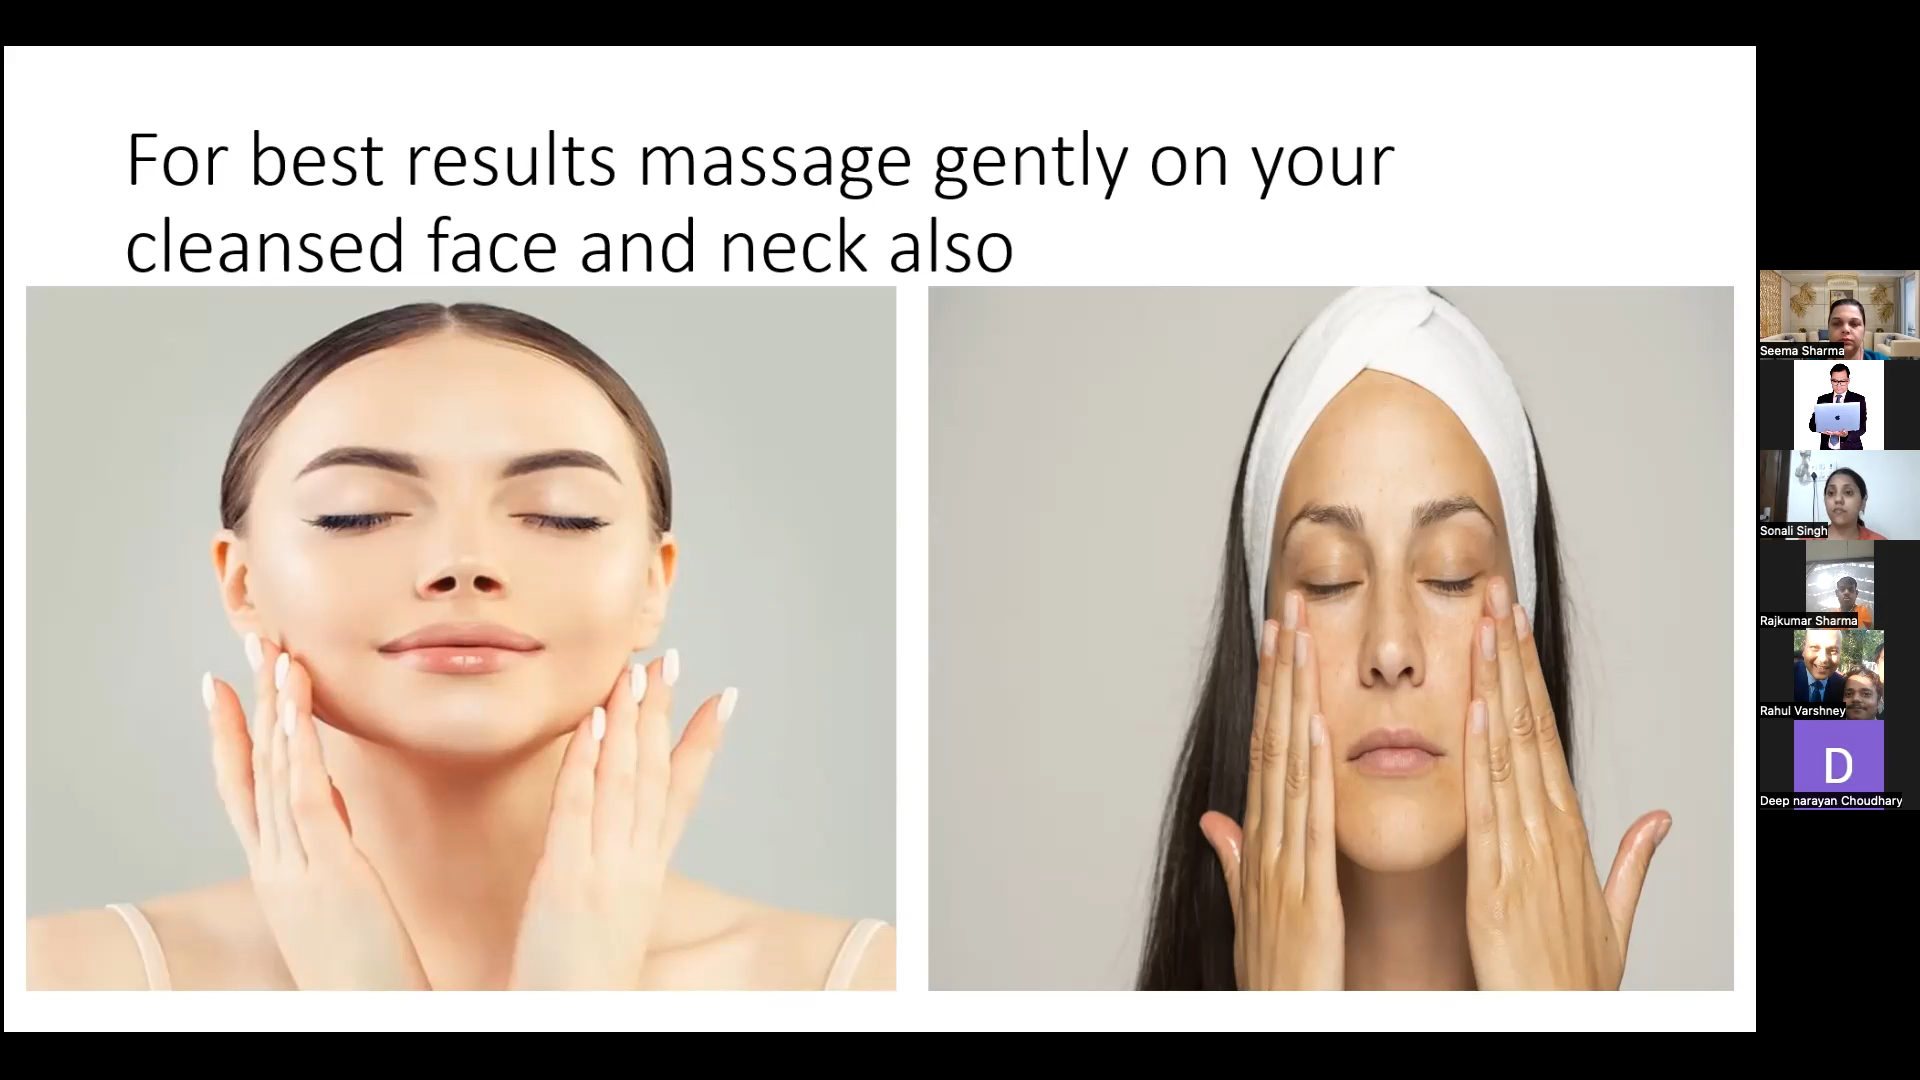 For best results massage gently on your
cleansed face and neck also
Seema Sharma
Sonali Singh
Rajkumar Sharma
Rahul Varshney
D
Deep narayan Choudhary